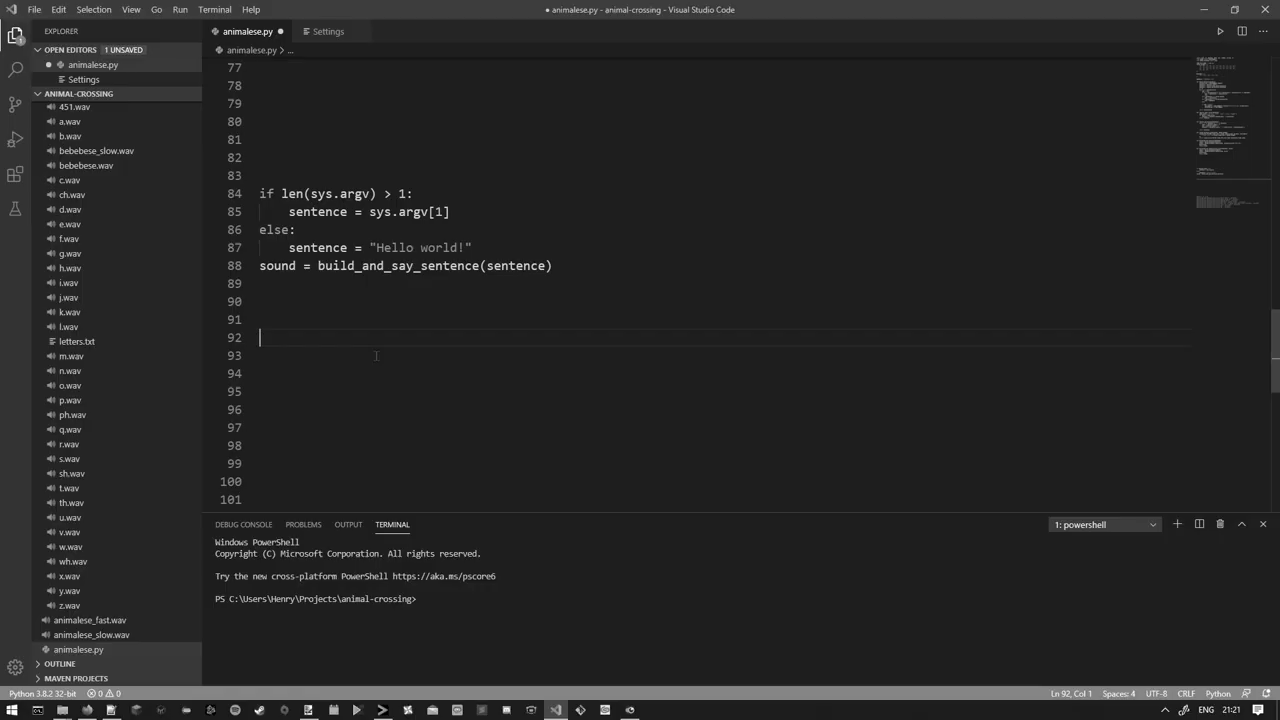 File Edit Selection View Go Run Terminal Help
● animalese.py - animal-crossing - Visual Studio Code
EXPLORER
OPEN EDITORS 1 UNSAVED
animalese.py
Settings
ANIMAL-CROSSING
451.wav
a.wav
b.wav
bebebese_slow.wav
bebebese.wav
c.wav
ch.wav
d.wav
e.wav
f.wav
g.wav
h.wav
i.wav
j.wav
k.wav
l.wav
letters.txt
m.wav
n.wav
o.wav
p.wav
ph.wav
q.wav
r.wav
s.wav
sh.wav
t.wav
th.wav
u.wav
v.wav
w.wav
wh.wav
x.wav
y.wav
z.wav
animalese_fast.wav
animalese_slow.wav
animalese.py
OUTLINE
MAVEN PROJECTS
animalese.py Settings
animalese.py > ...
77
78
79
80
81
82
83
84 if len(sys.argv) > 1:
85 sentence = sys.argv[1]
86 else:
87 sentence = "Hello world!"
88 sound = build_and_say_sentence(sentence)
89
90
91
92
93
94
95
96
97
98
99
100
101
DEBUG CONSOLE PROBLEMS OUTPUT TERMINAL
1: powershell
Windows PowerShell
Copyright (C) Microsoft Corporation. All rights reserved.
Try the new cross-platform PowerShell https://aka.ms/pscore6
PS C:\Users\Henry\Projects\animal-crossing>
Python 3.8.2 32-bit 0 0
Ln 92, Col 1 Spaces: 4 UTF-8 CRLF Python
ENG 21:21